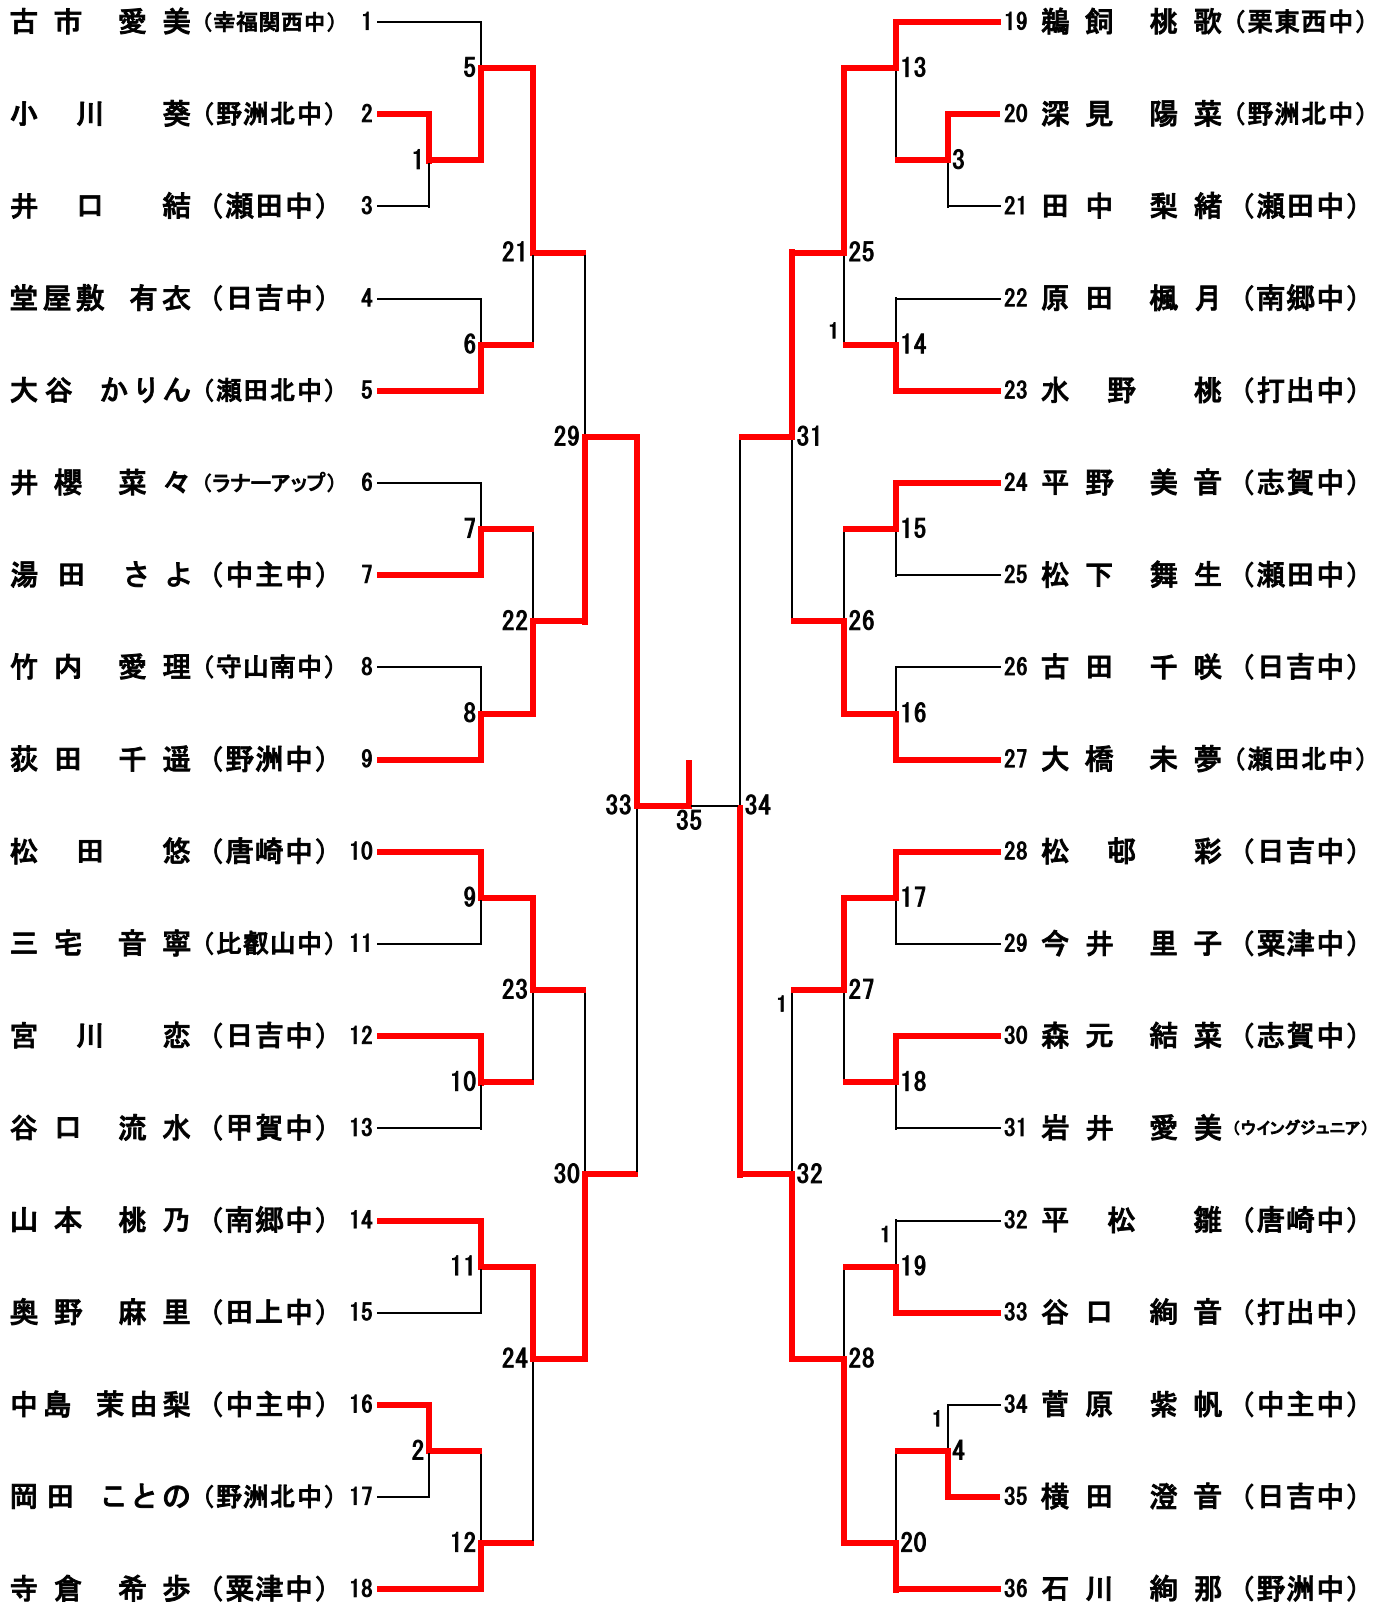 古市 愛美 (幸福関西中) 1
小川 葵 (野洲北中) 2
井口 結 (瀬田中) 3
堂屋敷 有衣 (日吉中) 4
大谷 かりん (瀬田北中) 5
井櫻 菜々 (ラナーアップ) 6
湯田 さよ (中主中) 7
竹内 愛理 (守山南中) 8
荻田 千遥 (野洲中) 9
松田 悠 (唐崎中) 10
三宅 音寧 (比叡山中) 11
宮川 恋 (日吉中) 12
谷口 流水 (甲賀中) 13
山本 桃乃 (南郷中) 14
奥野 麻里 (田上中) 15
中島 茉由梨 (中主中) 16
岡田 ことの (野洲北中) 17
寺倉 希歩 (粟津中) 18
5
1
21
6
29
7
22
8
33
9
23
10
30
11
24
2
12
35
19 鵜飼 桃歌 (栗東西中)
20 深見 陽菜 (野洲北中)
21 田中 梨緒 (瀬田中)
22 原田 楓月 (南郷中)
23 水野 桃 (打出中)
24 平野 美音 (志賀中)
25 松下 舞生 (瀬田中)
26 古田 千咲 (日吉中)
27 大橋 未夢 (瀬田北中)
28 松邨 彩 (日吉中)
29 今井 里子 (粟津中)
30 森元 結菜 (志賀中)
31 岩井 愛美 (ウイングジュニア)
32 平松 雛 (唐崎中)
33 谷口 絢音 (打出中)
34 菅原 紫帆 (中主中)
35 横田 澄音 (日吉中)
36 石川 絢那 (野洲中)
13
3
25
1
14
31
15
26
16
34
17
27
1
18
32
1
19
28
1
4
20